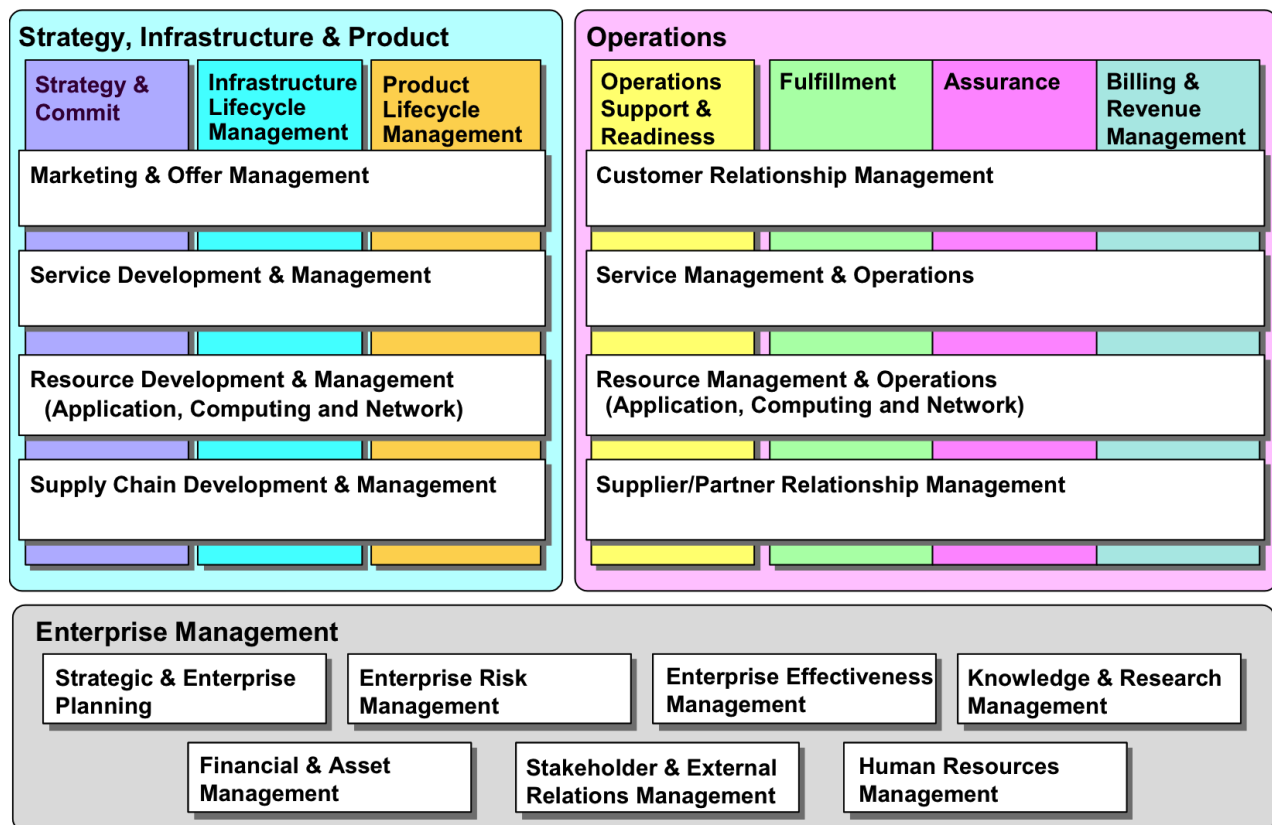 Strategy, Infrastructure & Product
Strategy &
Commit
Infrastructure
Lifecycle
Management
Product
Lifecycle
Management
Marketing & Offer Management
Service Development & Management
Resource Development & Management
(Application, Computing and Network)
Supply Chain Development & Management
Operations
Operations
Support &
Readiness
Fulfillment
Assurance
Billing &
Revenue
Management
Customer Relationship Management
Service Management & Operations
Resource Management & Operations
(Application, Computing and Network)
Supplier/Partner Relationship Management
Enterprise Management
Strategic & Enterprise
Planning
Enterprise Risk
Management
Enterprise Effectiveness
Management
Knowledge & Research
Management
Financial & Asset
Management
Stakeholder & External
Relations Management
Human Resources
Management